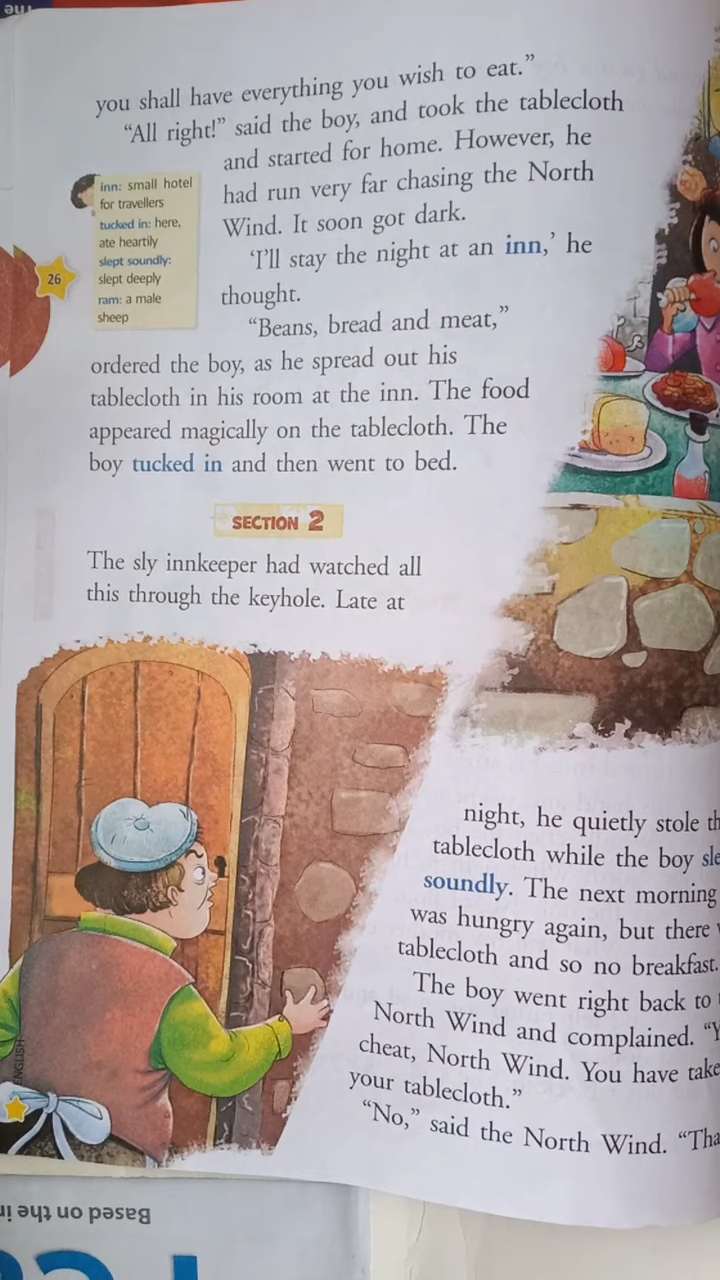 you shall have everything you wish to eat.”
“All right!” said the boy, and took the tablecloth
and started for home. However, he
had run very far chasing the North
Wind. It soon got dark.
‘I’ll stay the night at an inn,’ he
thought.
“Beans, bread and meat,”
ordered the boy, as he spread out his
tablecloth in his room at the inn. The food
appeared magically on the tablecloth. The
boy tucked in and then went to bed.
inn: small hotel
for travellers
tucked in: here,
ate heartily
slept soundly:
slept deeply
ram: a male
sheep
26
SECTION 2
The sly innkeeper had watched all
this through the keyhole. Late at
night, he quietly stole
tablecloth while the boy
soundly. The next morning
was hungry again, but there
tablecloth and so no breakfast.
The boy went right back to
North Wind and complained.
cheat, North Wind. You have
your tablecloth.”
“No,” said the North Wind.
ENGLISH
Based on the